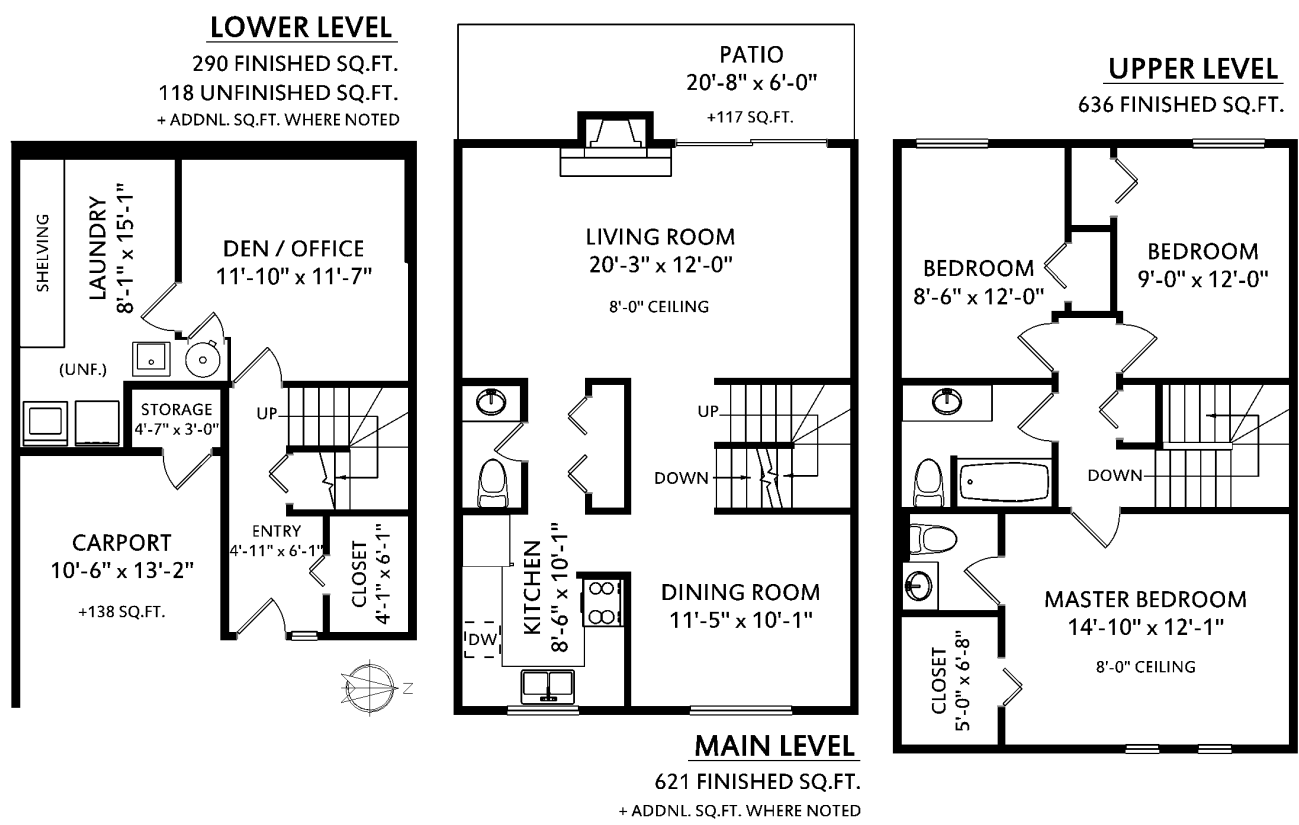 LOWER LEVEL
290 FINISHED SQ.FT.
118 UNFINISHED SQ.FT.
+ ADDNL. SQ.FT. WHERE NOTED
SHELVING
LAUNDRY
8'-1" x 15'-1"
(UNF.)
DEN / OFFICE
11'-10" x 11'-7"
STORAGE
4'-7" x 3'-0"
UP
CARPORT
10'-6" x 13'-2"
+138 SQ.FT.
ENTRY
4'-11" x 6'-1"
CLOSET
4'-1" x 6'-1"
Z
PATIO
20'-8" x 6'-0"
+117 SQ.FT.
LIVING ROOM
20'-3" x 12'-0"
8'-0" CEILING
UP
DOWN
KITCHEN
8'-6" x 10'-1"
DW
DINING ROOM
11'-5" x 10'-1"
MAIN LEVEL
621 FINISHED SQ.FT.
+ ADDNL. SQ.FT. WHERE NOTED
UPPER LEVEL
636 FINISHED SQ.FT.
BEDROOM
8'-6" x 12'-0"
BEDROOM
9'-0" x 12'-0"
DOWN
MASTER BEDROOM
14'-10" x 12'-1"
8'-0" CEILING
CLOSET
5'-0" x 6'-8"